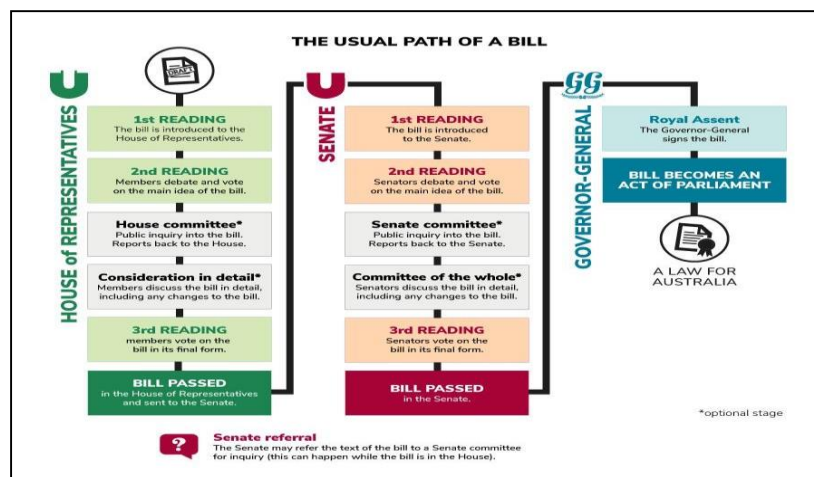 THE USUAL PATH OF A BILL
HOUSE of REPRESENTATIVES
DRAFT
1st READING
The bill is introduced to the
House of Representatives.
2nd READING
Members debate and vote
on the main idea of the bill.
House committee*
Public inquiry into the bill.
Reports back to the House.
Consideration in detail*
Members discuss the bill in detail,
including any changes to the bill.
3rd READING
members vote on the
bill in its final form.
BILL PASSED
in the House of Representatives
and sent to the Senate.
SENATE
1st READING
The bill is introduced
to the Senate.
2nd READING
Senators debate and vote
on the main idea of the bill.
Senate committee*
Public inquiry into the bill.
Reports back to the Senate.
Committee of the whole*
Senators discuss the bill in detail,
including any changes to the bill.
3rd READING
Senators vote on the
bill in its final form.
BILL PASSED
in the Senate.
GOVERNOR-GENERAL
GG
Royal Assent
The Governor-General
signs the bill.
BILL BECOMES AN
ACT OF PARLIAMENT
A LAW FOR
AUSTRALIA
*optional stage
?
Senate referral
The Senate may refer the text of the bill to a Senate committee
for inquiry (this can happen while the bill is in the House).